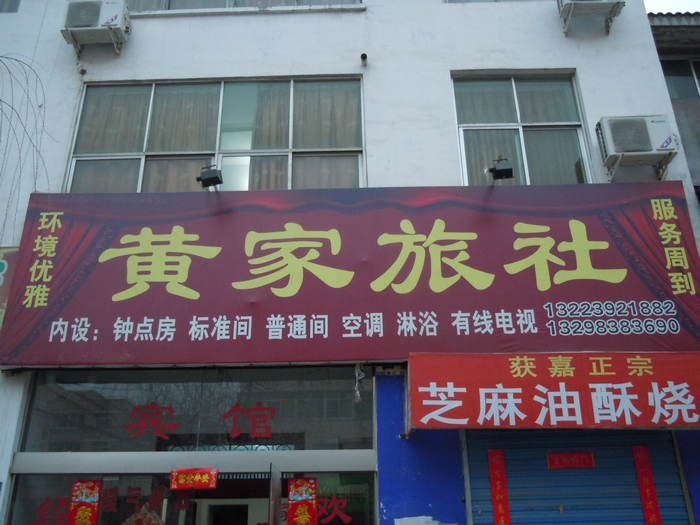 环境优雅
黄家旅社
服务周到
内设：钟点房 标准间 普通间 空调 淋浴 有线电视
13223921882
13298383690
获嘉正宗
芝麻油酥烧
宾馆
欢